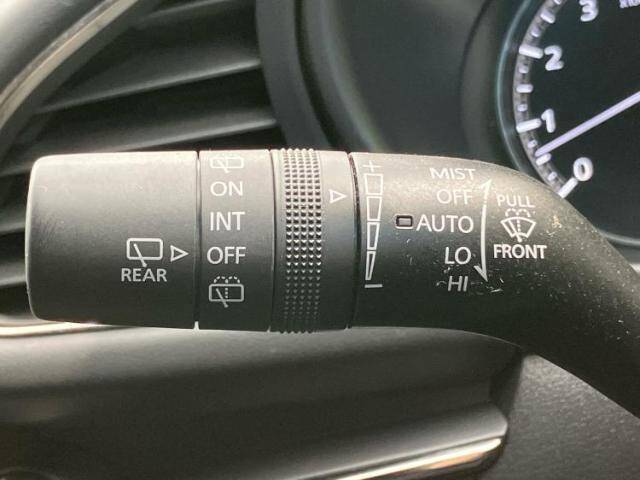 REAR
ON
INT
OFF
+
-
MIST
OFF
AUTO
LO
HI
PULL
FRONT
3
2
1
0